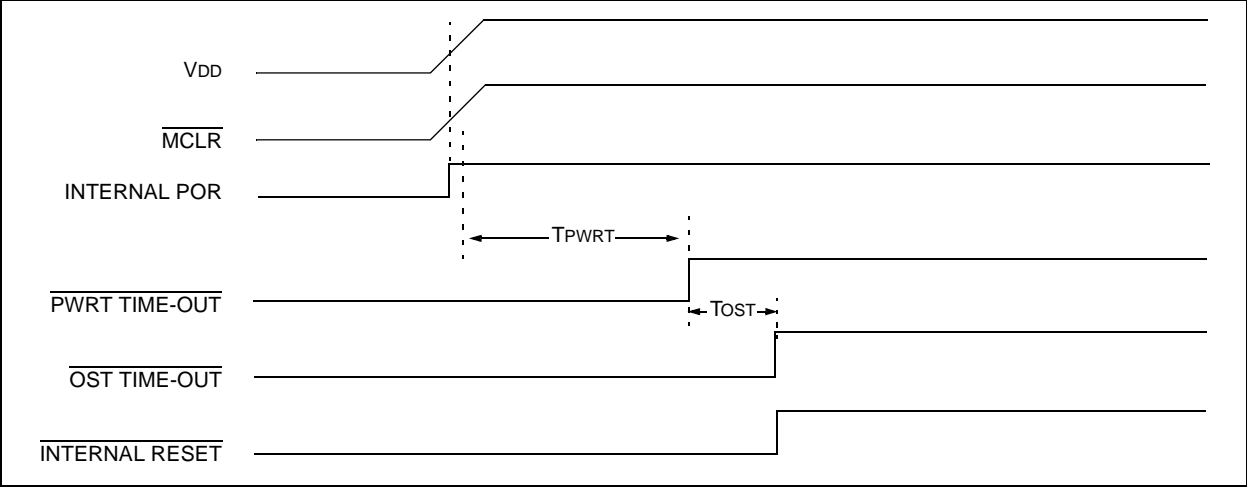 VDD
MCLR
INTERNAL POR
TPWRT
PWRT TIME-OUT
TOST
OST TIME-OUT
INTERNAL RESET